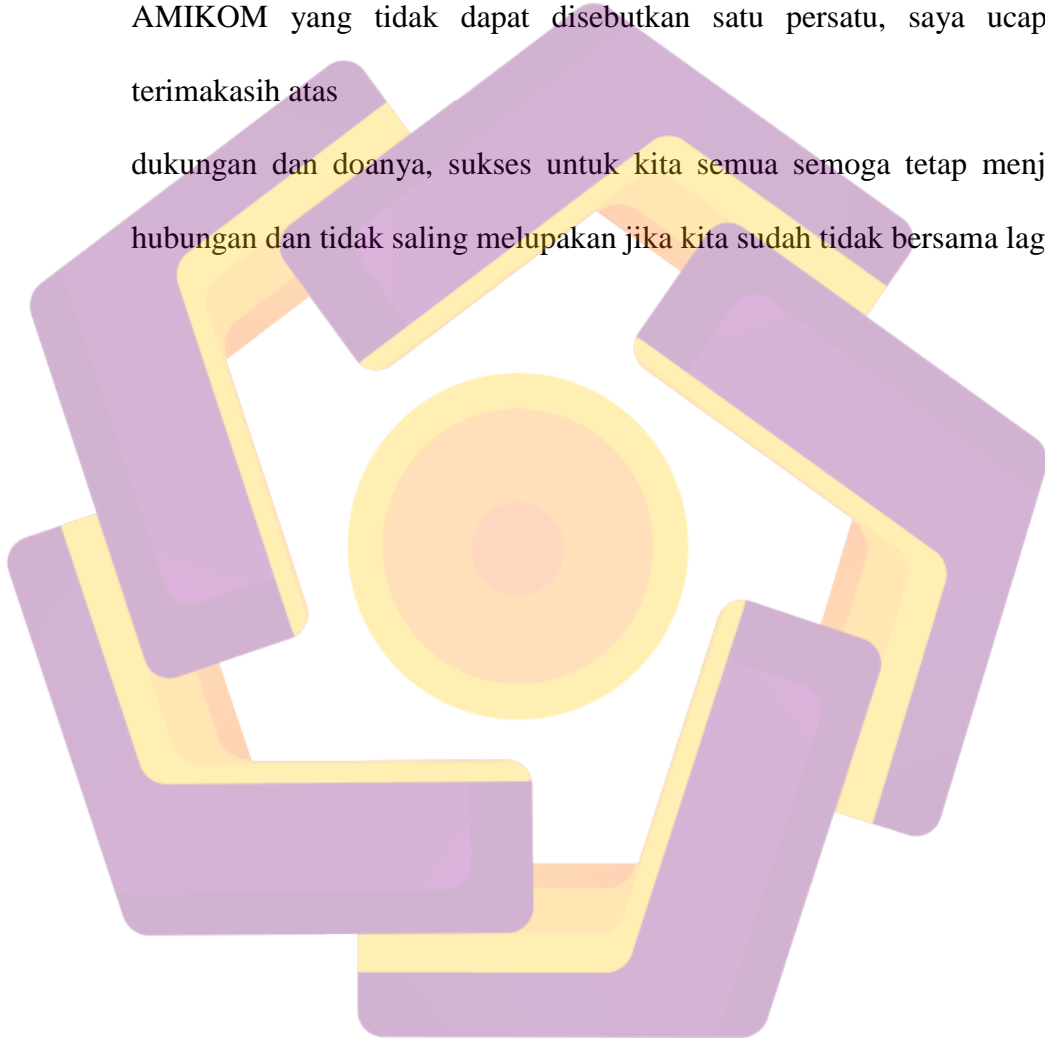 AMIKOM yang tidak dapat disebutkan satu persatu, saya ucap
terimakasih atas
dukungan dan doanya, sukses untuk kita semua semoga tetap menj
hubungan dan tidak saling melupakan jika kita sudah tidak bersama lag